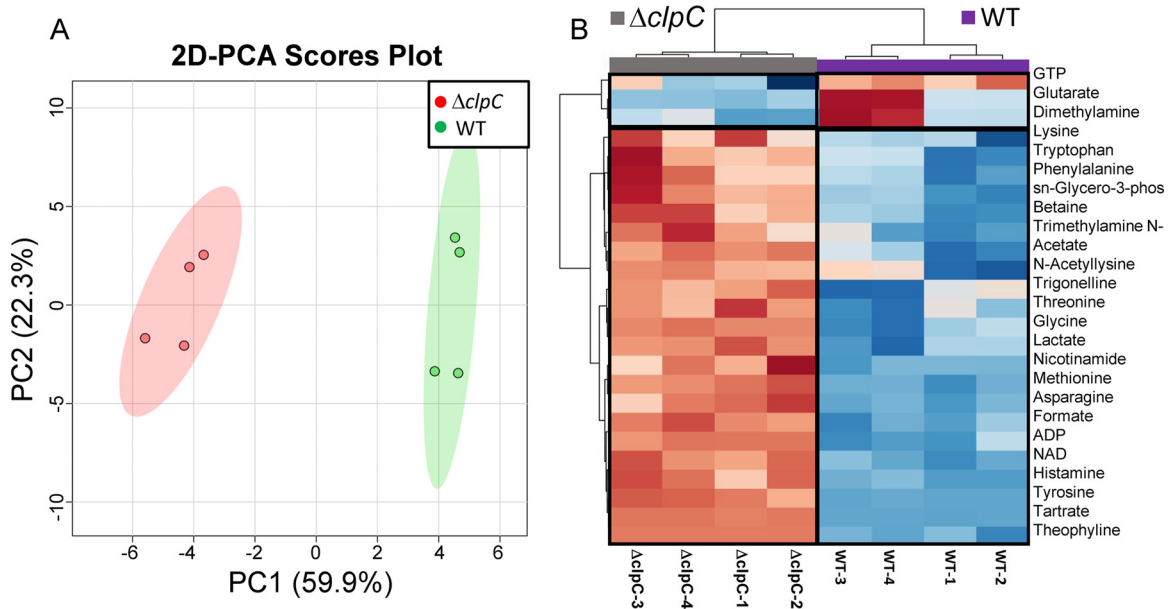 A
2D-PCA Scores Plot
ΔclpC
WT
PC2 (22.3%)
10
5
0
-5
-10
-6
-4
-2
0
2
4
6
PC1 (59.9%)
B
ΔclpC
WT
GTP
Glutarate
Dimethylamine
Lysine
Tryptophan
Phenylalanine
sn-Glycero-3-phos
Betaine
Trimethylamine N-
Acetate
N-Acetyllysine
Trigonelline
Threonine
Glycine
Lactate
Nicotinamide
Methionine
Asparagine
Formate
ADP
NAD
Histamine
Tyrosine
Tartrate
Theophyline
ΔclpC-3
ΔclpC-4
ΔclpC-1
ΔclpC-2
WT-3
WT-4
WT-1
WT-2